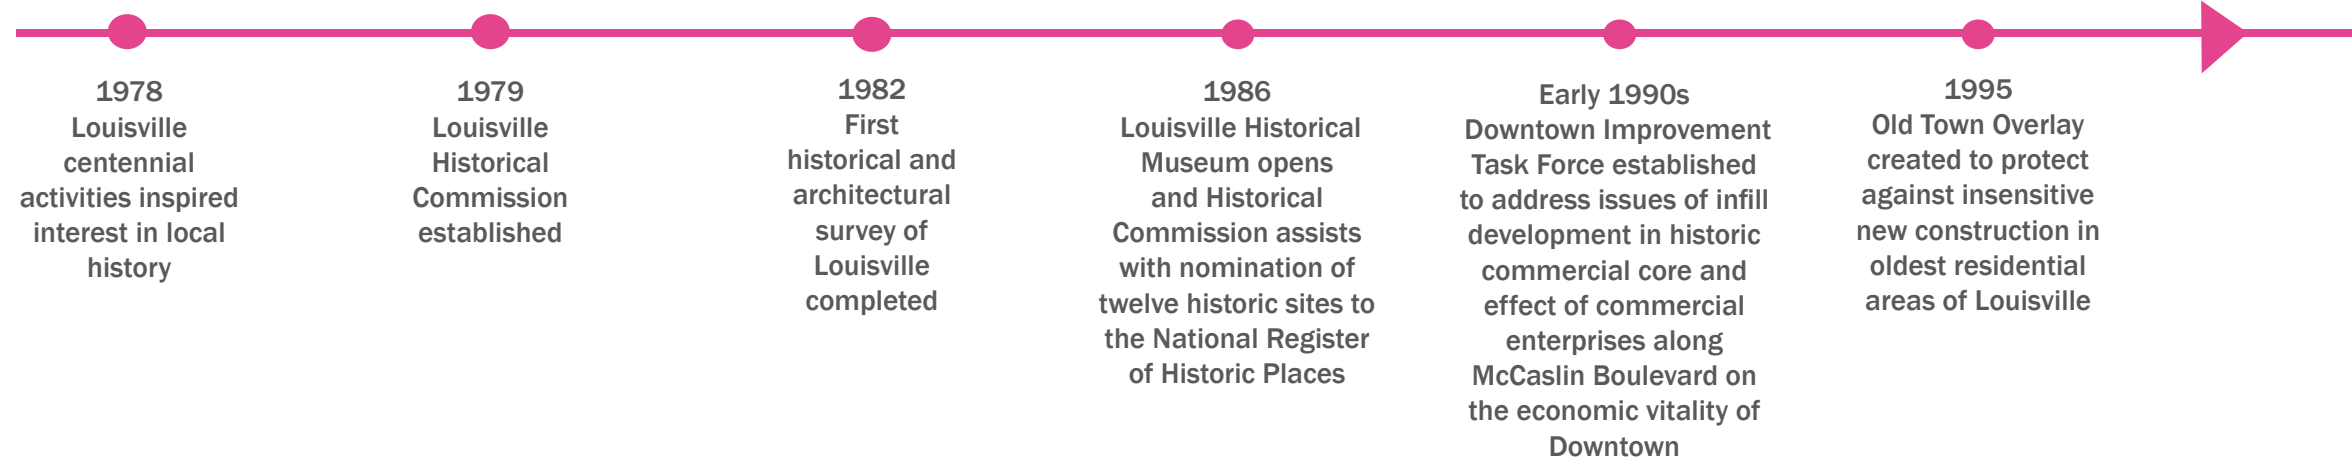 1978
Louisville
centennial
activities inspired
interest in local
history
1979
Louisville
Historical
Commission
established
1982
First
historical and
architectural
survey of
Louisville
completed
1986
Louisville Historical
Museum opens
and Historical
Commission assists
with nomination of
twelve historic sites to
the National Register
of Historic Places
Early 1990s
Downtown Improvement
Task Force established
to address issues of infill
development in historic
commercial core and
effect of commercial
enterprises along
McCaslin Boulevard on
the economic vitality of
Downtown
1995
Old Town Overlay
created to protect
against insensitive
new construction in
oldest residential
areas of Louisville